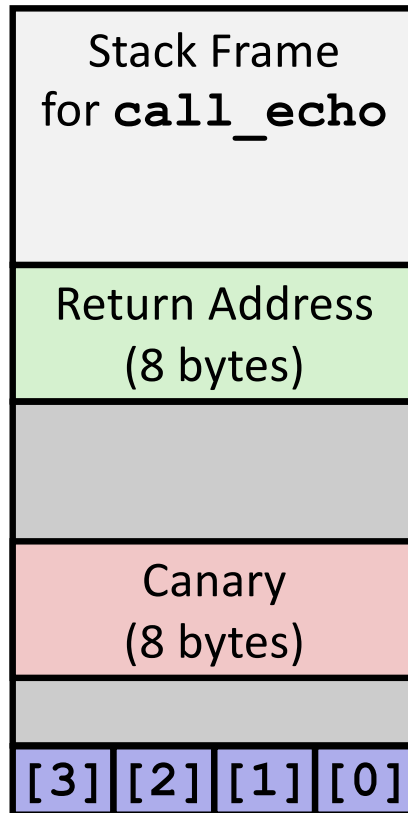 Stack Frame
for call_echo
Return Address
(8 bytes)
Canary
(8 bytes)
[3] [2] [1] [0]